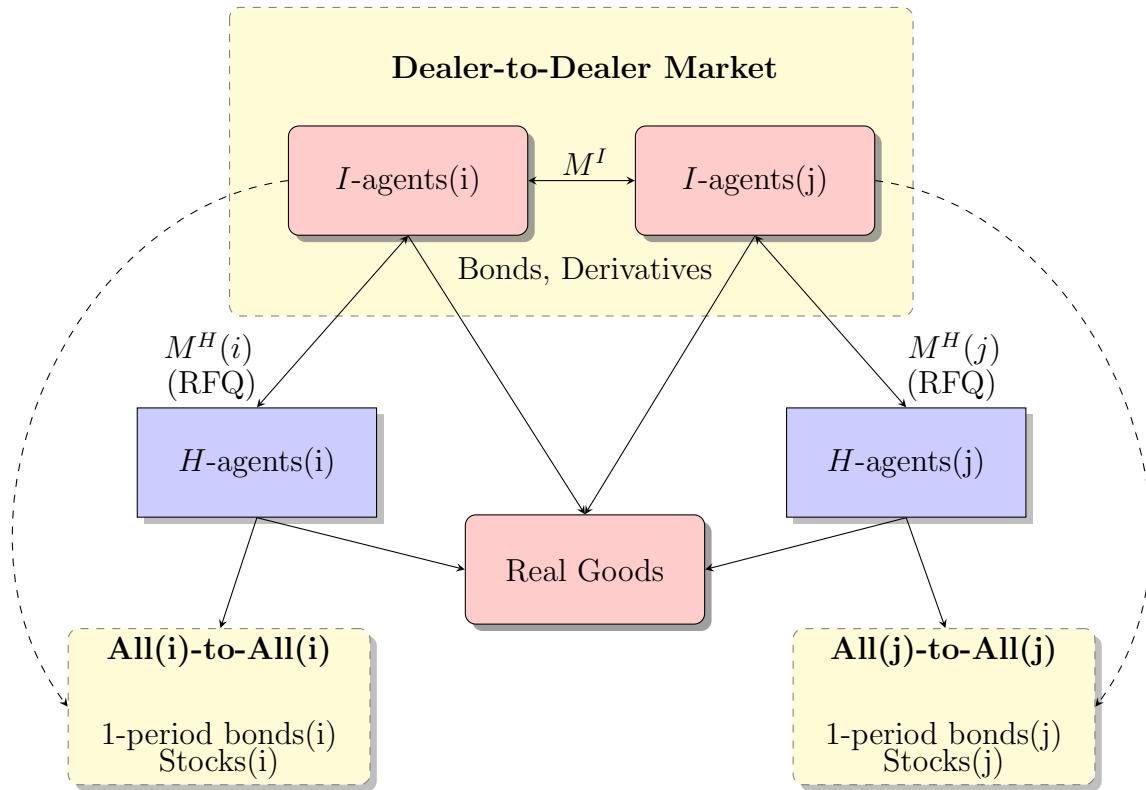 Dealer-to-Dealer Market
I-agents(i)
M^I
I-agents(j)
Bonds, Derivatives
M^H(i)
(RFQ)
M^H(j)
(RFQ)
H-agents(i)
H-agents(j)
Real Goods
All(i)-to-All(i)
1-period bonds(i)
Stocks(i)
All(j)-to-All(j)
1-period bonds(j)
Stocks(j)